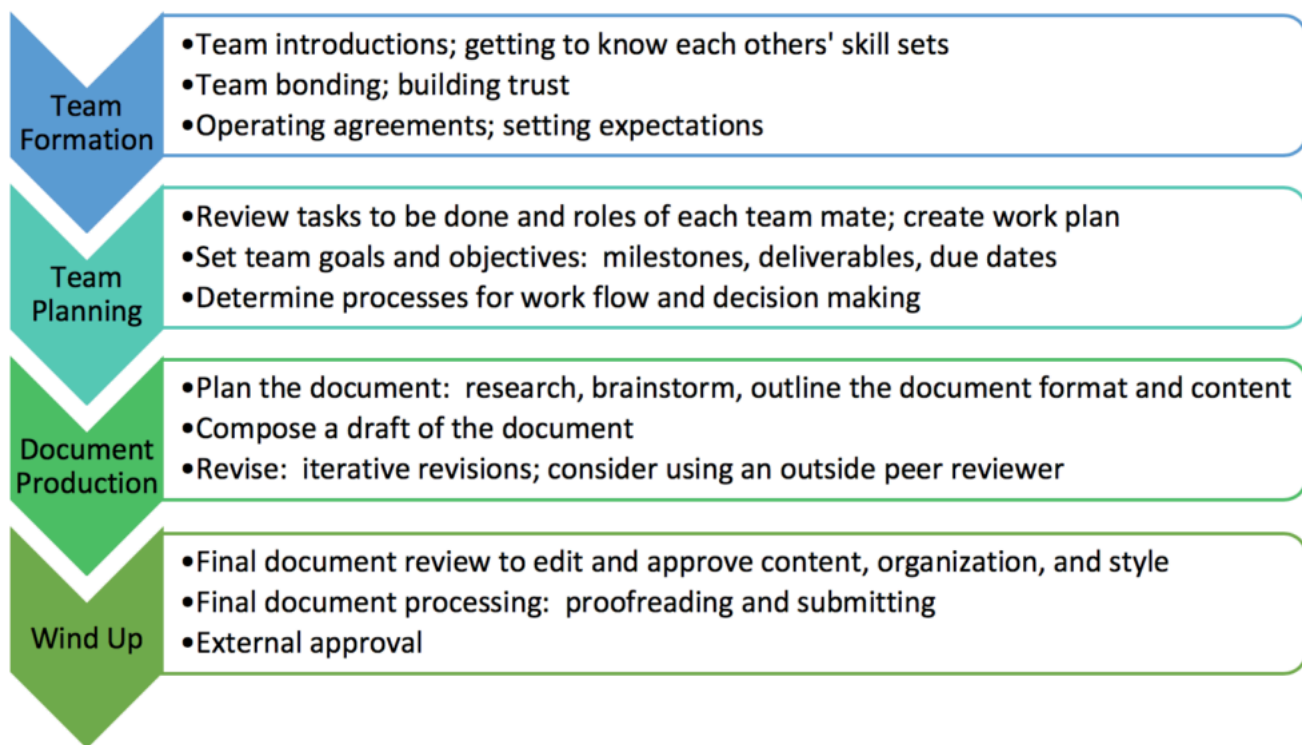 Team
Formation
•Team introductions; getting to know each others' skill sets
•Team bonding; building trust
•Operating agreements; setting expectations
Team
Planning
•Review tasks to be done and roles of each team mate; create work plan
•Set team goals and objectives:  milestones, deliverables, due dates
•Determine processes for work flow and decision making
Document
Production
•Plan the document:  research, brainstorm, outline the document format and content
•Compose a draft of the document
•Revise:  iterative revisions; consider using an outside peer reviewer
Wind Up
•Final document review to edit and approve content, organization, and style
•Final document processing:  proofreading and submitting
•External approval